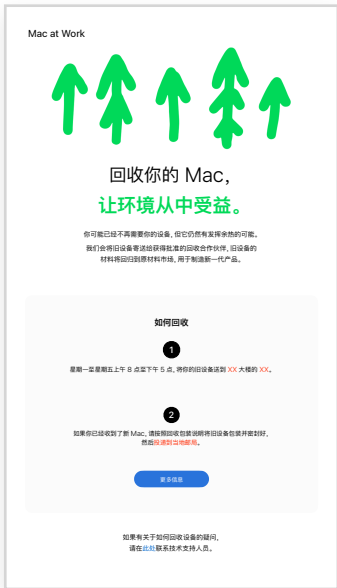 Mac at Work
回收你的 Mac，
让环境从中受益。
你可能已经不再需要你的设备，但它仍然有发挥余热的可能。
我们会将旧设备寄送给获得批准的回收合作伙伴，旧设备的
材料将回归到原材料市场，用于制造新一代产品。
如何回收
1
星期一至星期五上午 8 点至下午 5 点，将你的旧设备送到 XX 大楼的 XX。
2
如果你已经收到了新 Mac，请按照回收包装说明将旧设备包装并密封好，
然后投递到当地邮局。
更多信息
如果有关于如何回收设备的疑问，
请在此处联系技术支持人员。